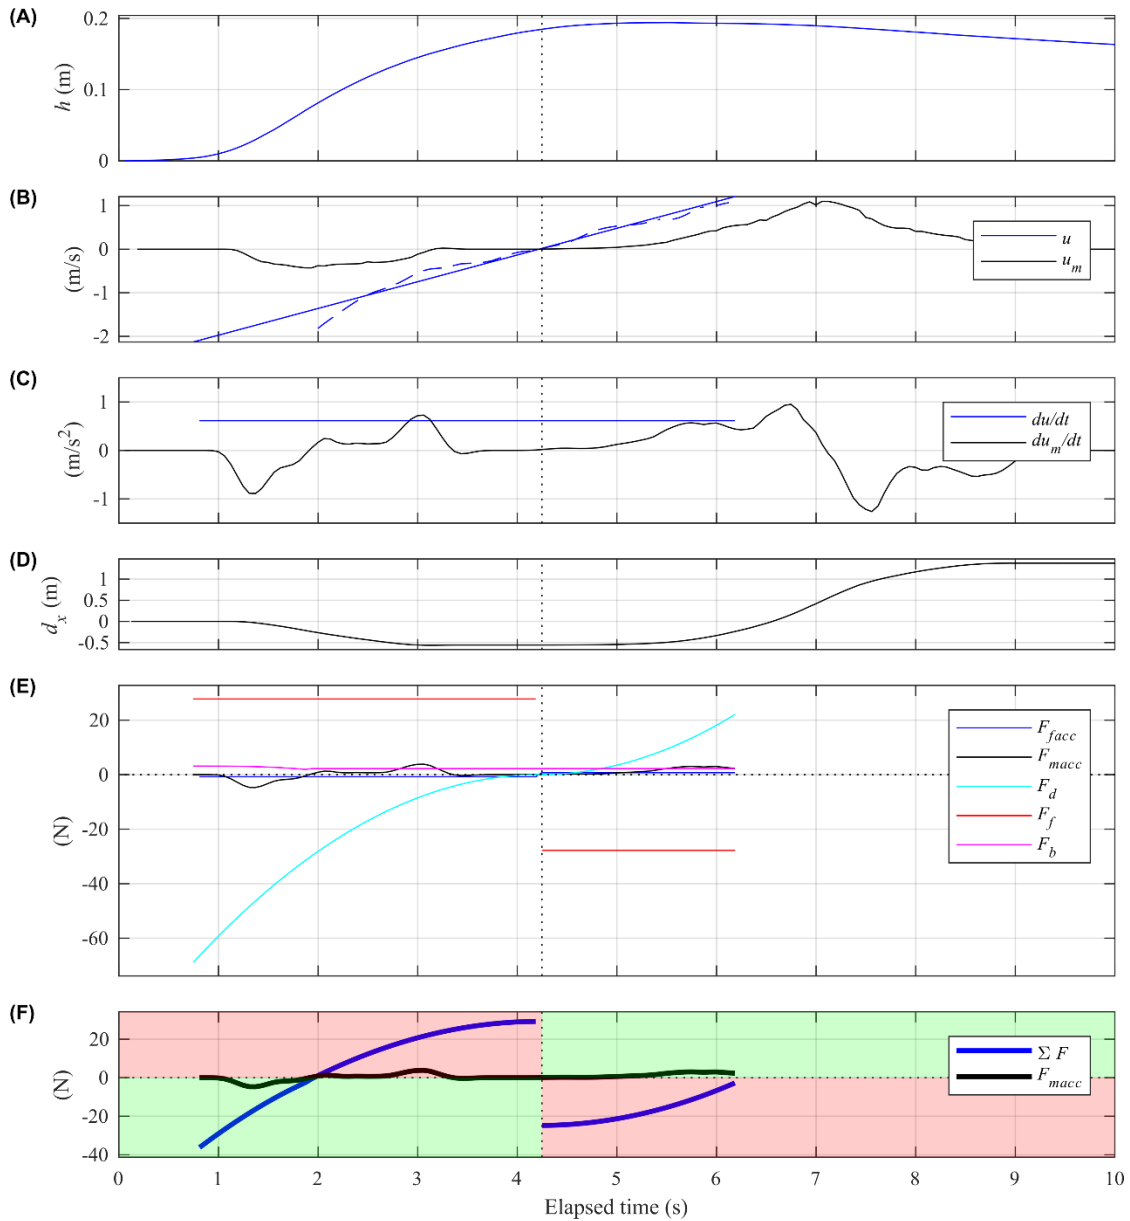 (A)
0.2
0.1
0
h (m)
(B)
1
0
-1
-2
(m/s)
u
u_m
(C)
1
0
-1
(m/s²)
du/dt
du_m/dt
(D)
1
0.5
0
-0.5
d_x (m)
(E)
20
0
-20
-40
-60
(N)
F_facc
F_macc
F_d
F_f
F_b
(F)
20
0
-20
-40
(N)
Σ F
F_macc
0 1 2 3 4 5 6 7 8 9 10
Elapsed time (s)